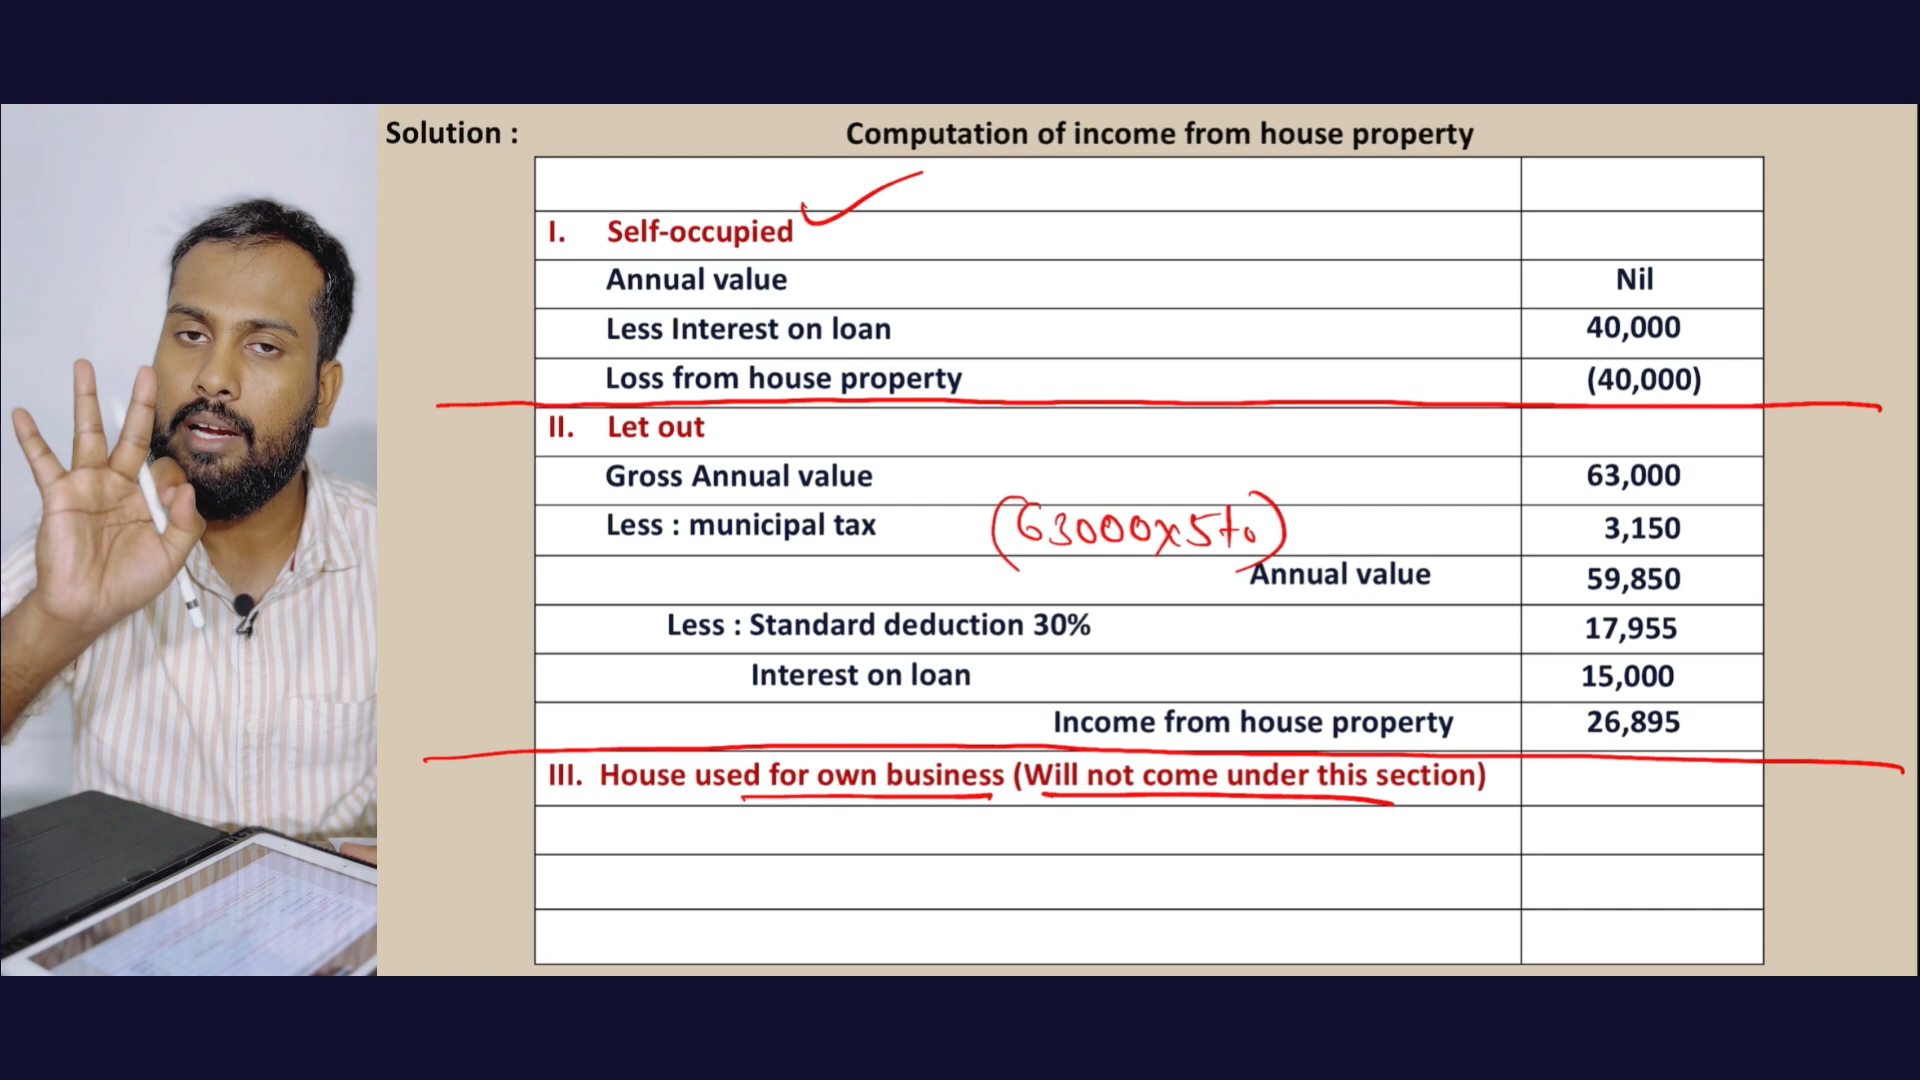 Solution :
Computation of income from house property
I. Self-occupied
Annual value Nil
Less Interest on loan 40,000
Loss from house property (40,000)
II. Let out
Gross Annual value 63,000
Less : municipal tax (63000x5%) 3,150
Annual value 59,850
Less : Standard deduction 30% 17,955
Interest on loan 15,000
Income from house property 26,895
III. House used for own business (Will not come under this section)